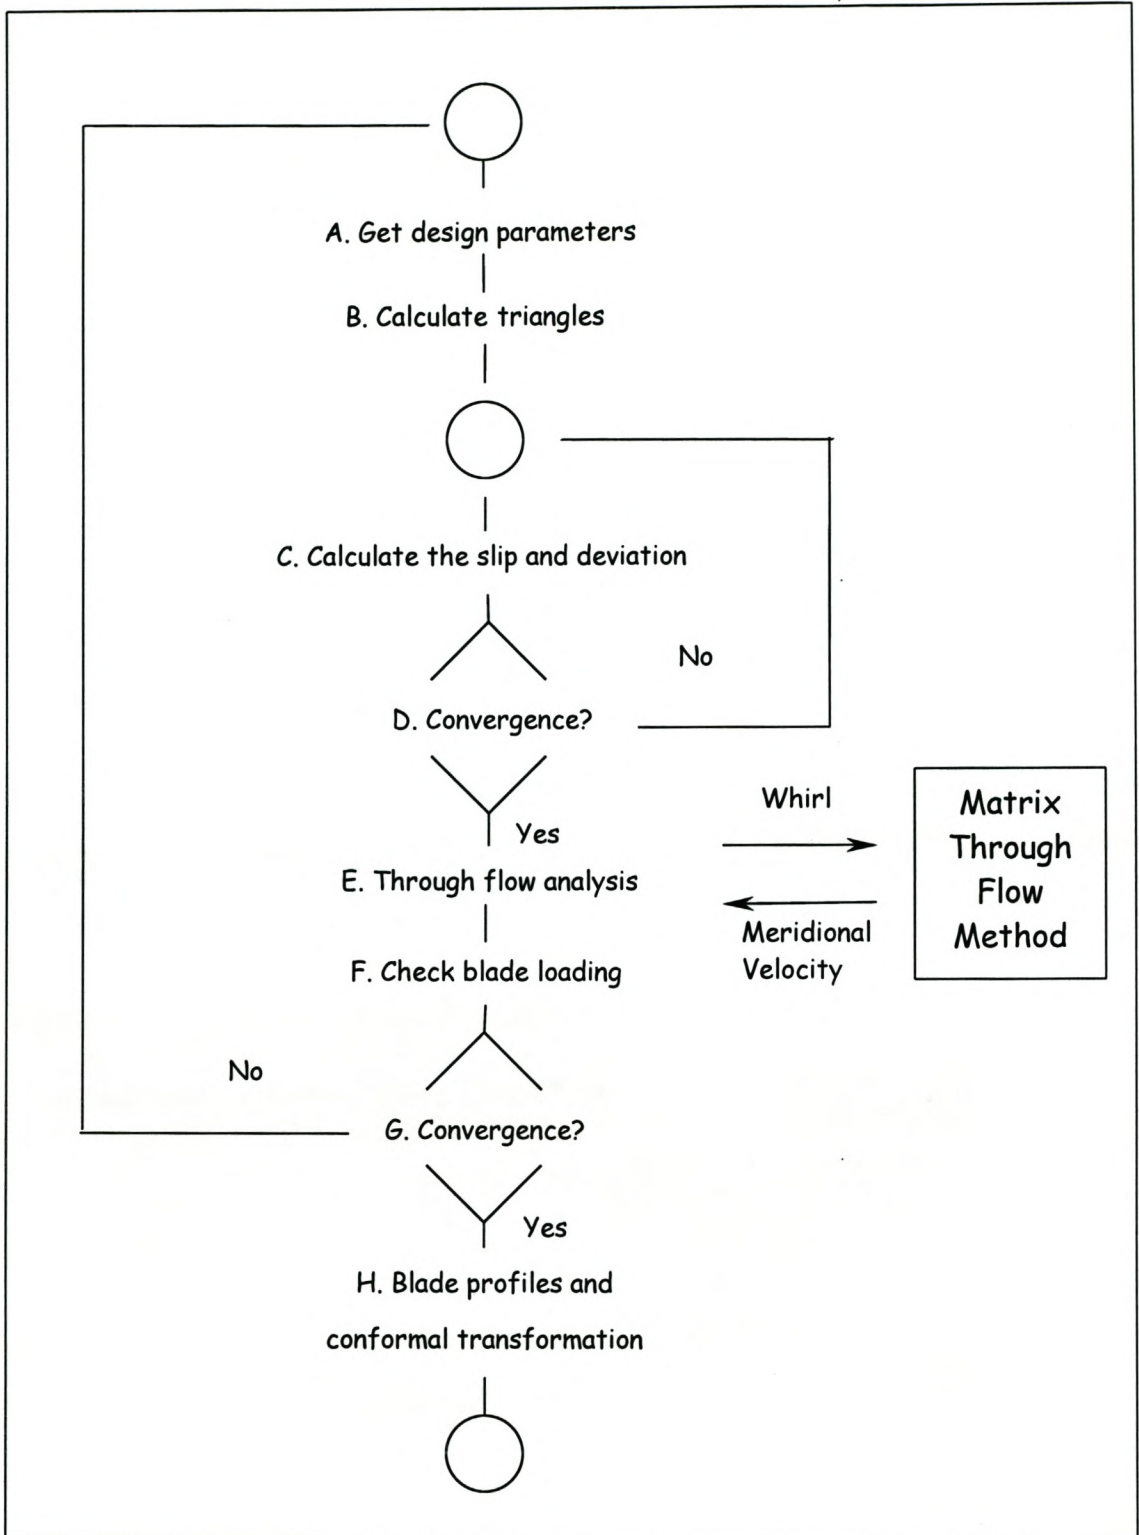 A. Get design parameters
B. Calculate triangles
C. Calculate the slip and deviation
No
D. Convergence?
Whirl
Yes
E. Through flow analysis
Matrix
Through
Flow
Method
Meridional
Velocity
F. Check blade loading
No
G. Convergence?
Yes
H. Blade profiles and
conformal transformation